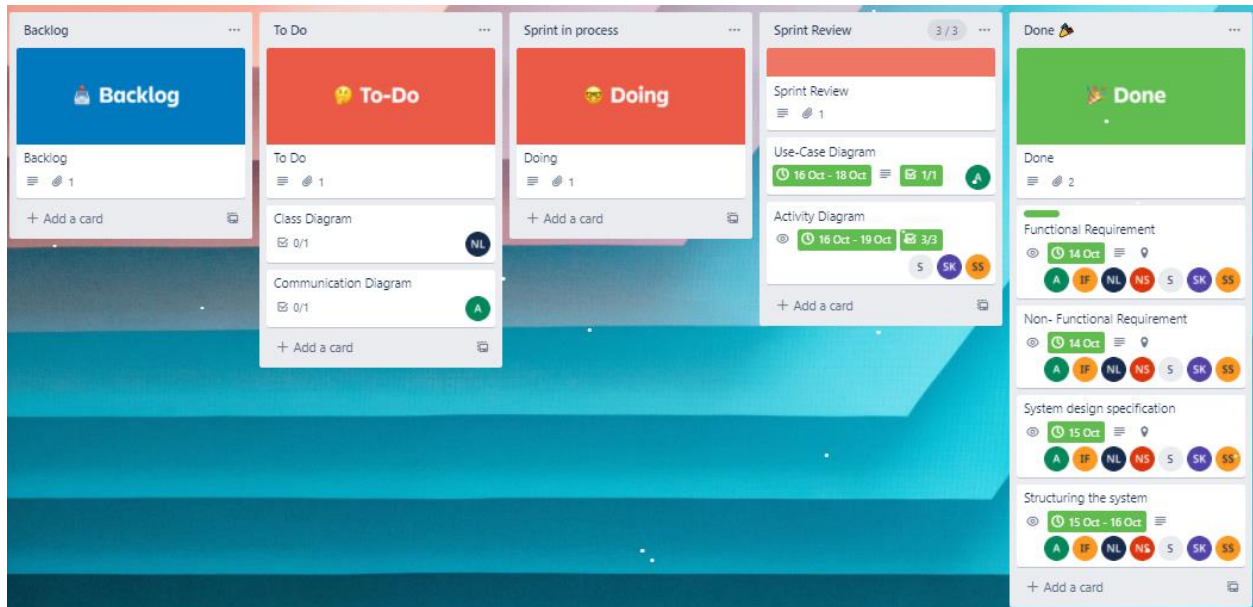 Backlog
Backlog
Backlog
1
+ Add a card
To Do
To-Do
To Do
1
Class Diagram
0/1
NL
Communication Diagram
0/1
A
+ Add a card
Sprint in process
Doing
Doing
1
+ Add a card
Sprint Review 3/3
Sprint Review
1
Use-Case Diagram
16 Oct - 18 Oct 1/1 A
Activity Diagram
16 Oct - 19 Oct 3/3
S SK SS
+ Add a card
Done
Done
Done
2
Functional Requirement
14 Oct
A IF NL NS S SK SS
Non- Functional Requirement
14 Oct
A IF NL NS S SK SS
System design specification
15 Oct
A IF NL NS S SK SS
Structuring the system
15 Oct - 16 Oct
A IF NL NS S SK SS
+ Add a card